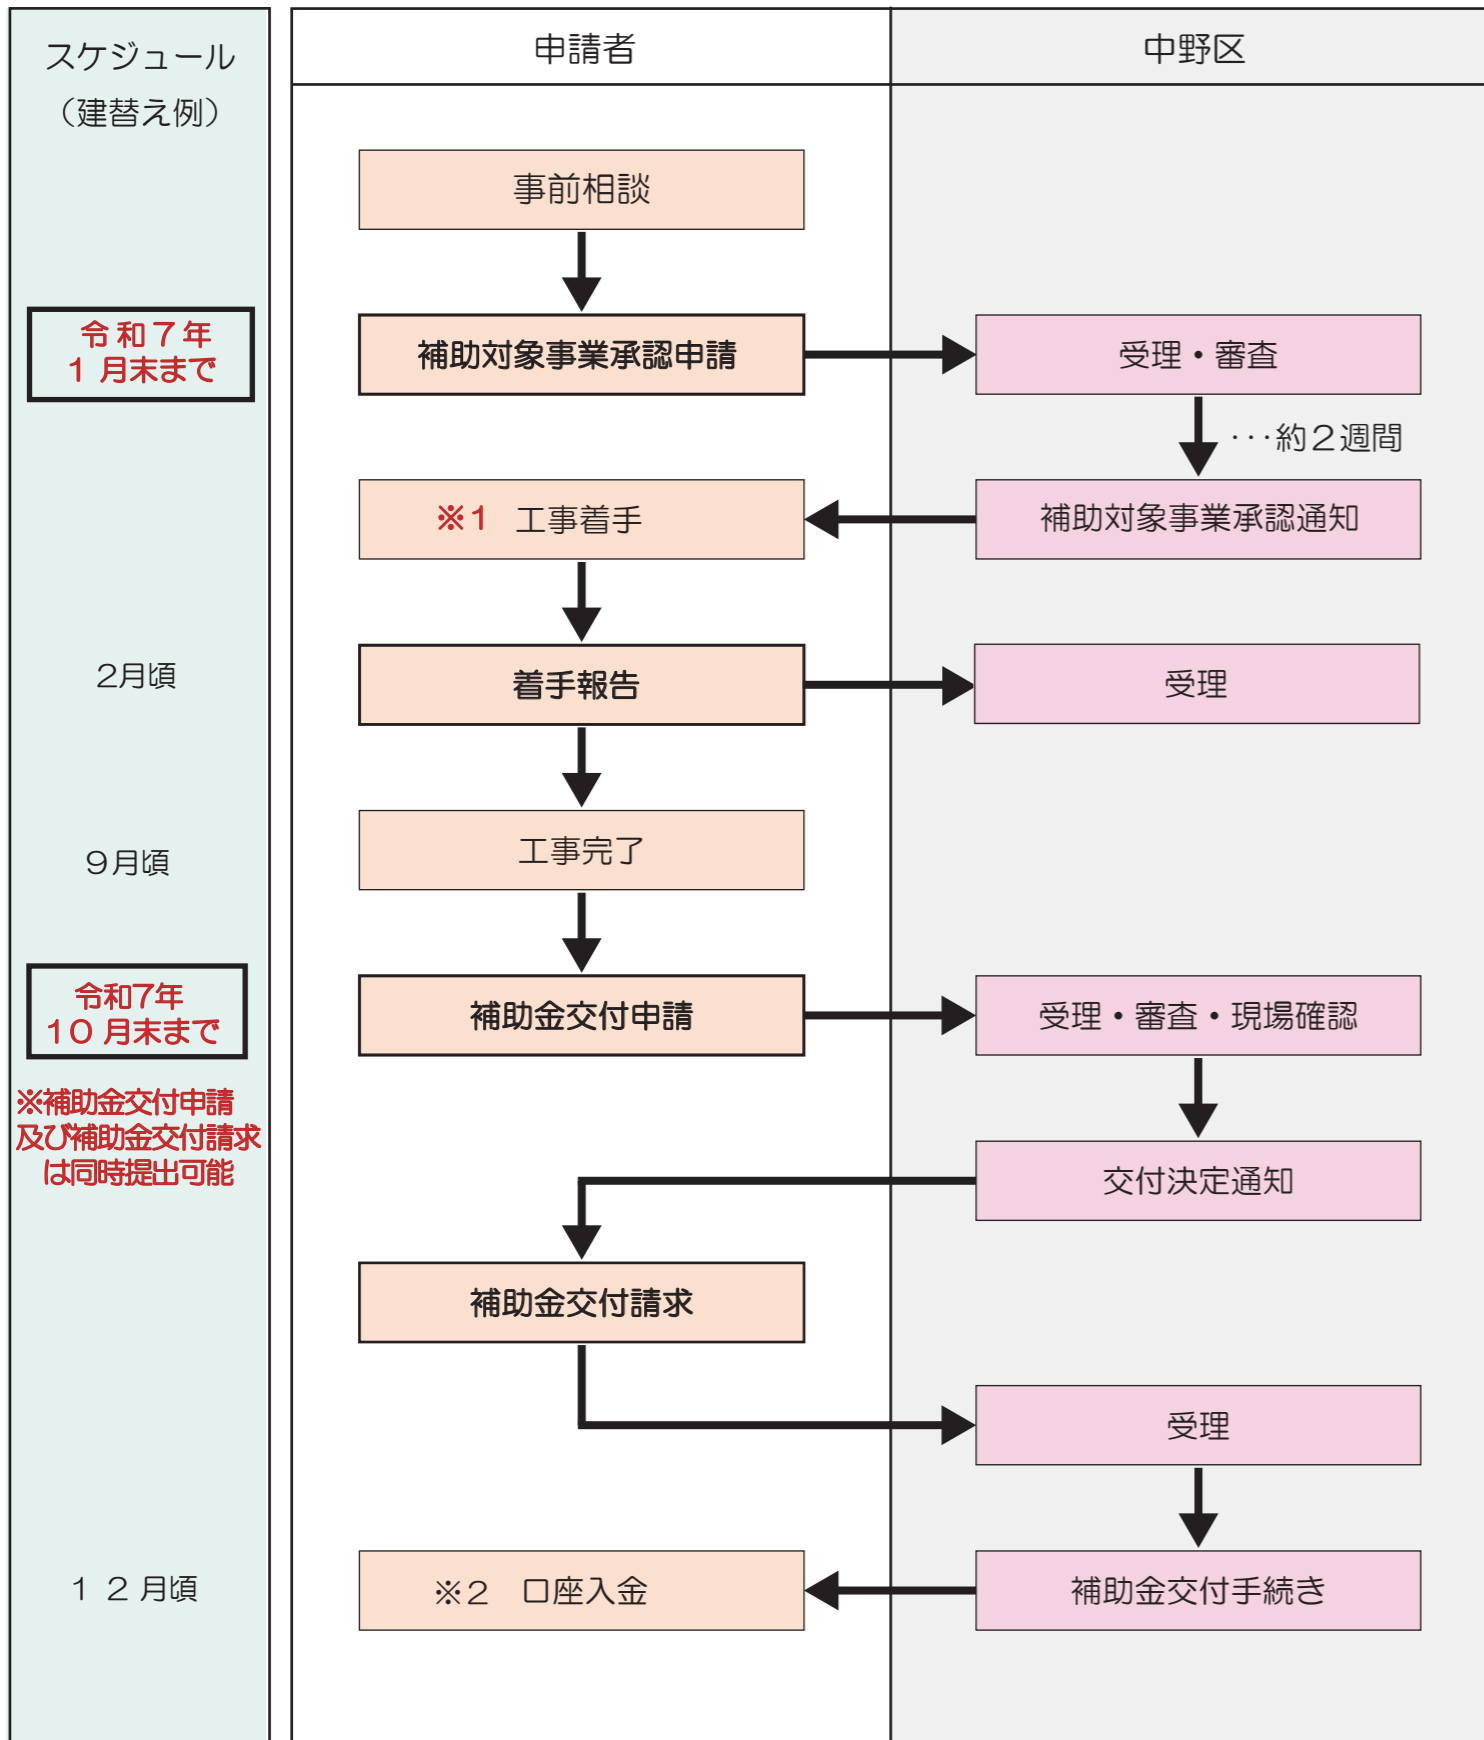 スケジュール
（建替え例）
申請者
中野区
事前相談
令和７年
１月末まで
補助対象事業承認申請
受理・審査
…約２週間
※１ 工事着手
補助対象事業承認通知
２月頃
着手報告
受理
９月頃
工事完了
令和7年
１０月末まで
補助金交付申請
受理・審査・現場確認
※補助金交付申請
及び補助金交付請求
は同時提出可能
交付決定通知
補助金交付請求
受理
１２月頃
※２ 口座入金
補助金交付手続き